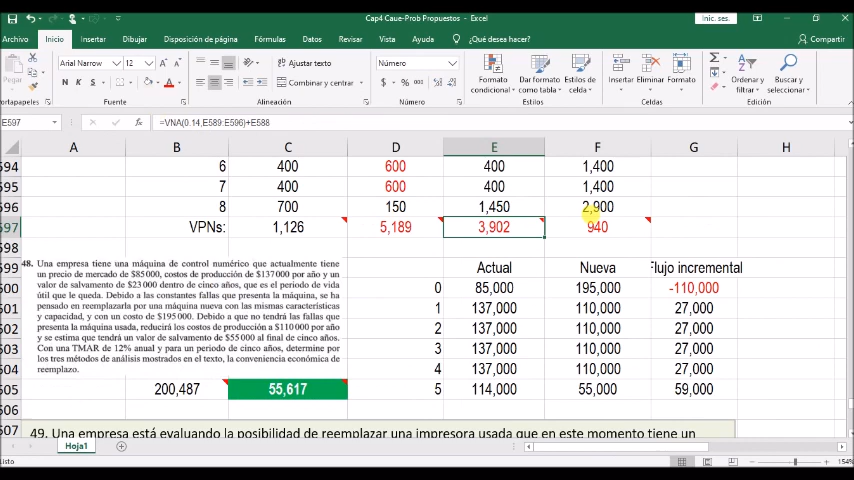 Cap4 Caue-Prob Propuestos - Excel
Inic. ses.
Archivo Inicio Insertar Dibujar Disposición de página Fórmulas Datos Revisar Vista Ayuda ¿Qué desea hacer? Compartir
Pegar
Arial Narrow 12
Ajustar texto
Número
Combinar y centrar
Formato condicional
Dar formato como tabla
Estilos de celda
Insertar Eliminar Formato
Ordenar y filtrar
Buscar y seleccionar
Portapapeles Fuente Alineación Número Estilos Celdas Edición
E597 =VNA(0.14,E589:E596)+E588
A B C D E F G H
594 6 400 600 400 1,400
595 7 400 600 400 1,400
596 8 700 150 1,450 2,900
597 VPNs: 1,126 5,189 3,902 940
598
599 Actual Nueva Flujo incremental
600 0 85,000 195,000 -110,000
601 1 137,000 110,000 27,000
602 2 137,000 110,000 27,000
603 3 137,000 110,000 27,000
604 4 137,000 110,000 27,000
605 200,487 55,617 5 114,000 55,000 59,000
606
607
48. Una empresa tiene una máquina de control numérico que actualmente tiene
un precio de mercado de $85 000, costos de producción de $137 000 por año y un
valor de salvamento de $23 000 dentro de cinco años, que es el periodo de vida
útil que le queda. Debido a las constantes fallas que presenta la máquina, se ha
pensado en reemplazarla por una máquina nueva con las mismas características
y capacidad, y con un costo de $195 000. Debido a que no tendrá las fallas que
presenta la máquina usada, reducirá los costos de producción a $110 000 por año
y se estima que tendrá un valor de salvamento de $55 000 al final de cinco años.
Con una TMAR de 12% anual y para un periodo de cinco años, determine por
los tres métodos de análisis mostrados en el texto, la conveniencia económica de
reemplazo.
49. Una empresa está evaluando la posibilidad de reemplazar una impresora usada que en este momento tiene un
Hoja1
Listo
154%